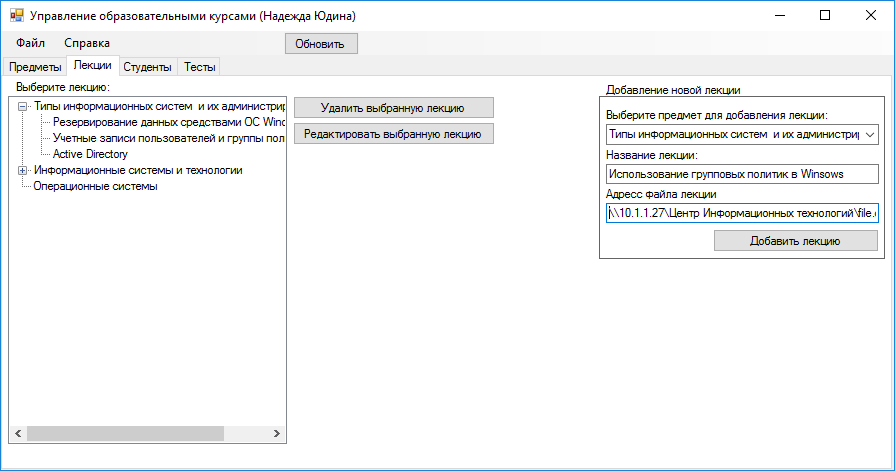 Управление образовательными курсами (Надежда Юдина)
Файл Справка Обновить
Предметы Лекции Студенты Тесты
Выберите лекцию:
Типы информационных систем и их администрир
Резервирование данных средствами ОС Wind
Учетные записи пользователей и группы пол
Active Directory
Информационные системы и технологии
Операционные системы
Удалить выбранную лекцию
Редактировать выбранную лекцию
Добавление новой лекции
Выберите предмет для добавления лекции:
Типы информационных систем и их администрир
Название лекции:
Использование групповых политик в Winsows
Адресс файла лекции
\\10.1.1.27\Центр Информационных технологий\file.d
Добавить лекцию